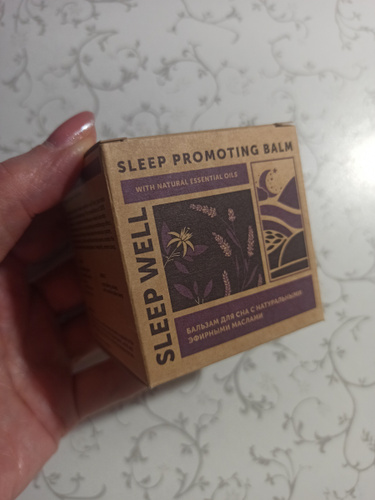 SLEEP PROMOTING BALM
WITH NATURAL ESSENTIAL OILS
SLEEP WELL
БАЛЬЗАМ ДЛЯ СНА С НАТУРАЛЬНЫМИ
ЭФИРНЫМИ МАСЛАМИ